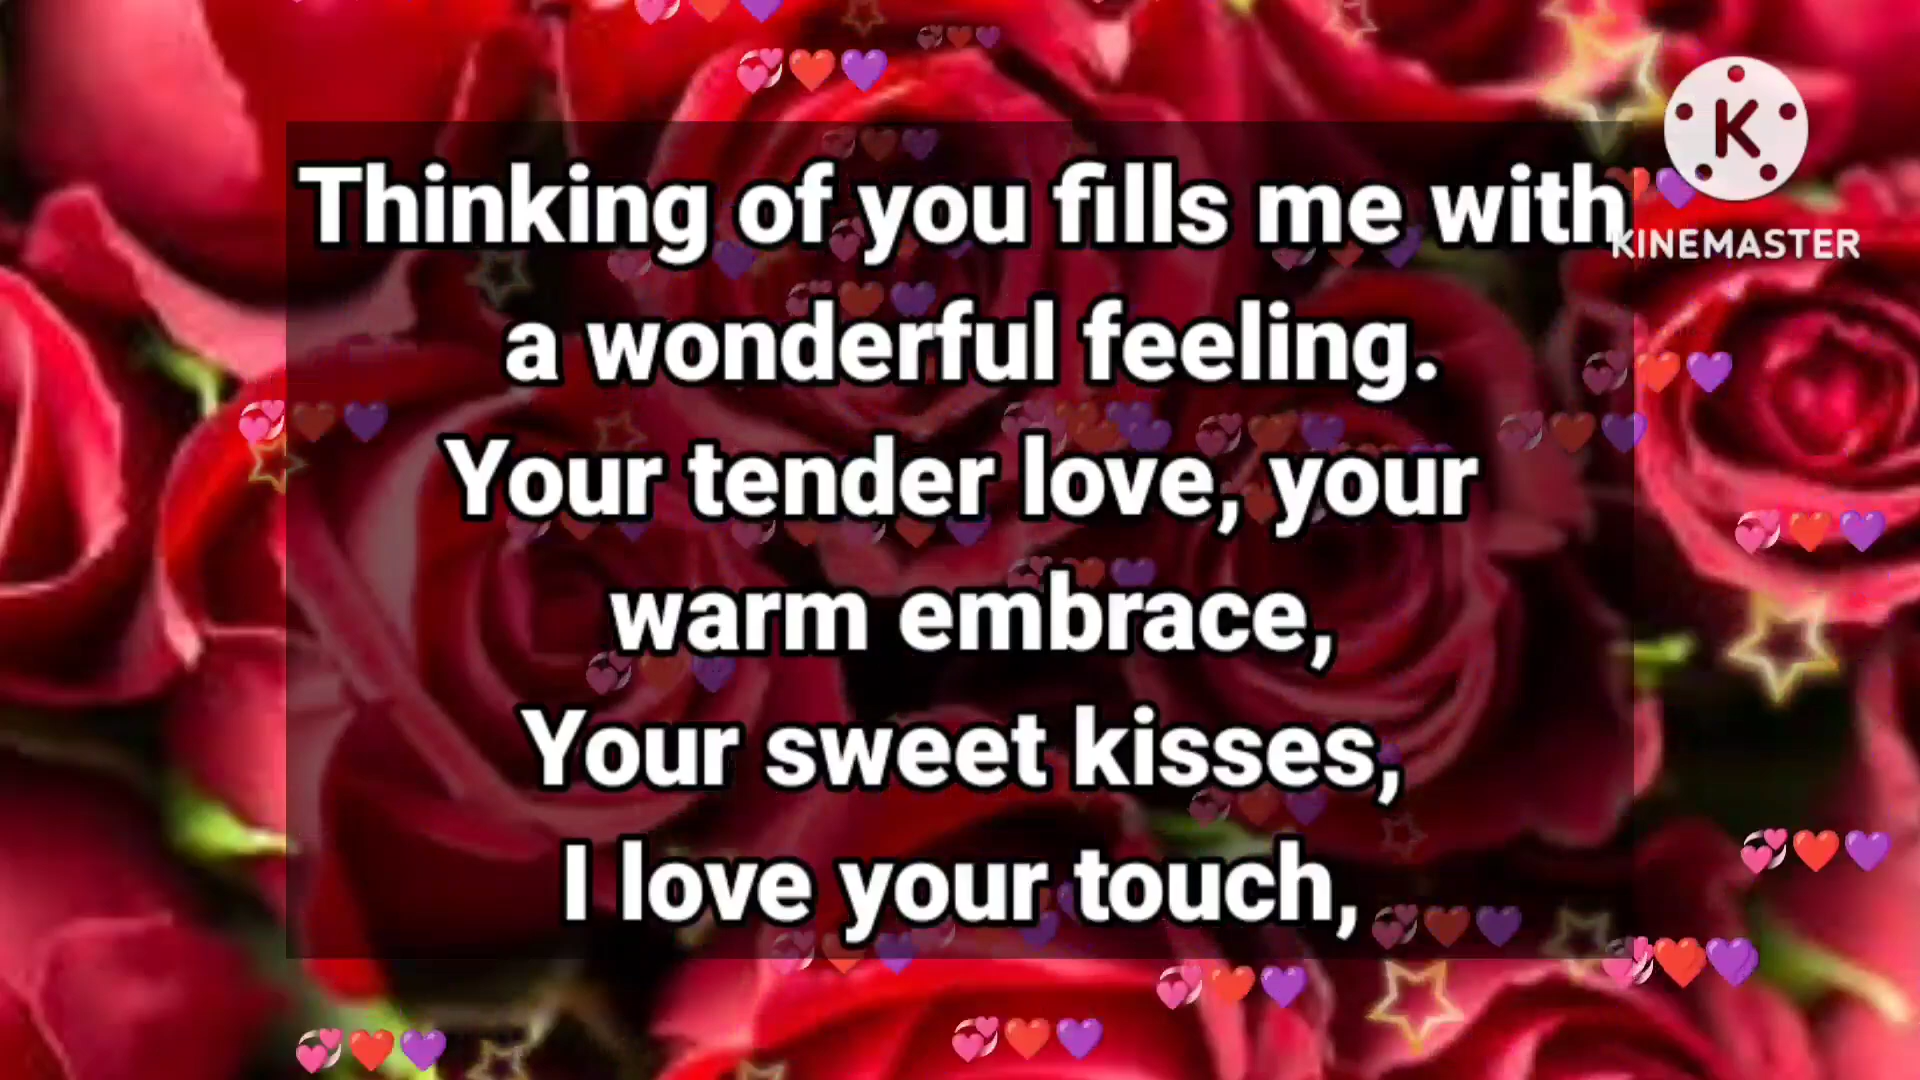 Thinking of you fills me with
a wonderful feeling.
Your tender love, your
warm embrace,
Your sweet kisses,
I love your touch,
K
KINEMASTER